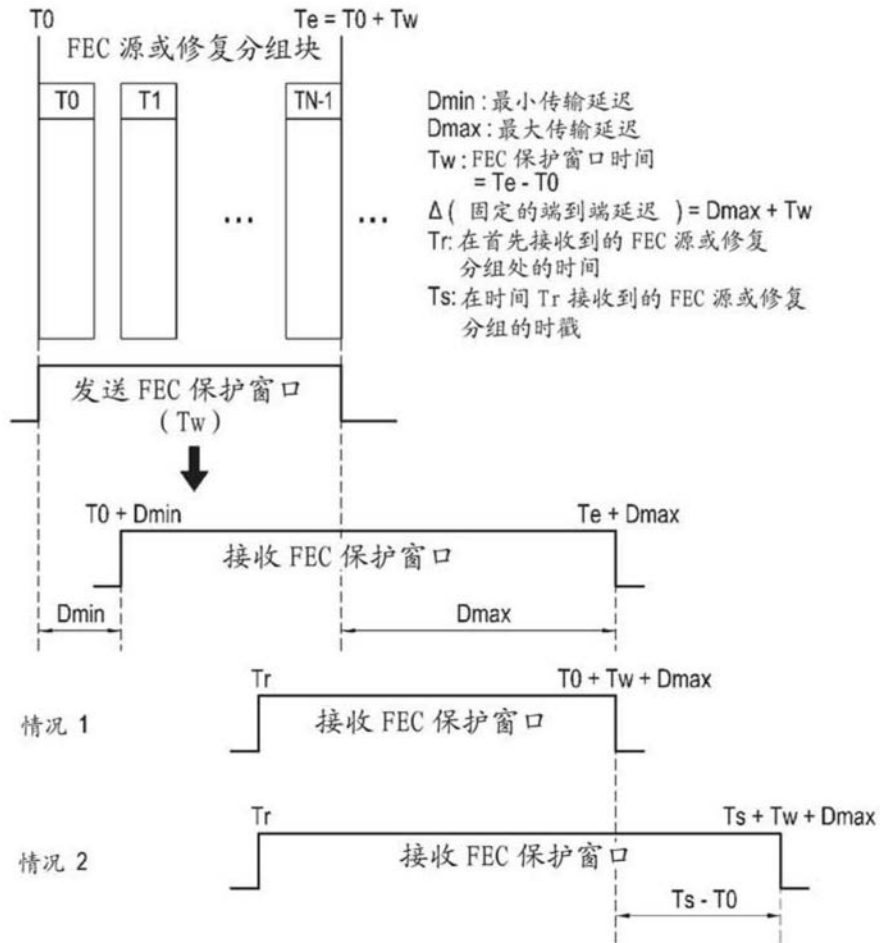 T0
Te = T0 + Tw
FEC 源或修复分组块
T0
T1
TN-1
...
...
Dmin : 最小传输延迟
Dmax : 最大传输延迟
Tw : FEC 保护窗口时间
= Te - T0
Δ ( 固定的端到端延迟 ) = Dmax + Tw
Tr: 在首先接收到的 FEC 源或修复
分组处的时间
Ts: 在时间 Tr 接收到的 FEC 源或修复
分组的时戳
发送 FEC 保护窗口
( Tw )
T0 + Dmin
Te + Dmax
接收 FEC 保护窗口
Dmin
Dmax
Tr
T0 + Tw + Dmax
情况 1
接收 FEC 保护窗口
Tr
Ts + Tw + Dmax
情况 2
接收 FEC 保护窗口
Ts - T0